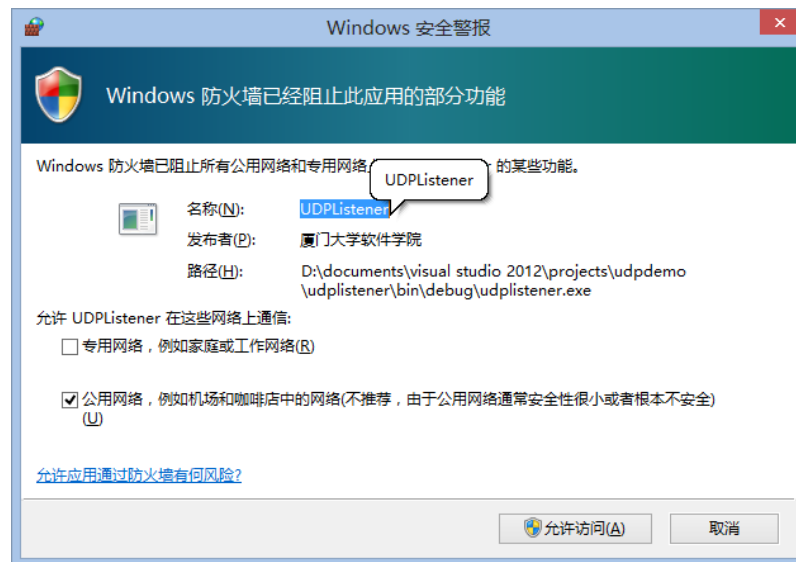 Windows 安全警报
Windows 防火墙已经阻止此应用的部分功能
Windows 防火墙已阻止所有公用网络和专用网络 的某些功能。
UDPListener
名称(N): UDPListener
发布者(P): 厦门大学软件学院
路径(H): D:\documents\visual studio 2012\projects\udpdemo
\udplistener\bin\debug\udplistener.exe
允许 UDPListener 在这些网络上通信:
专用网络，例如家庭或工作网络(R)
公用网络，例如机场和咖啡店中的网络(不推荐，由于公用网络通常安全性很小或者根本不安全)
(U)
允许应用通过防火墙有何风险?
允许访问(A) 取消